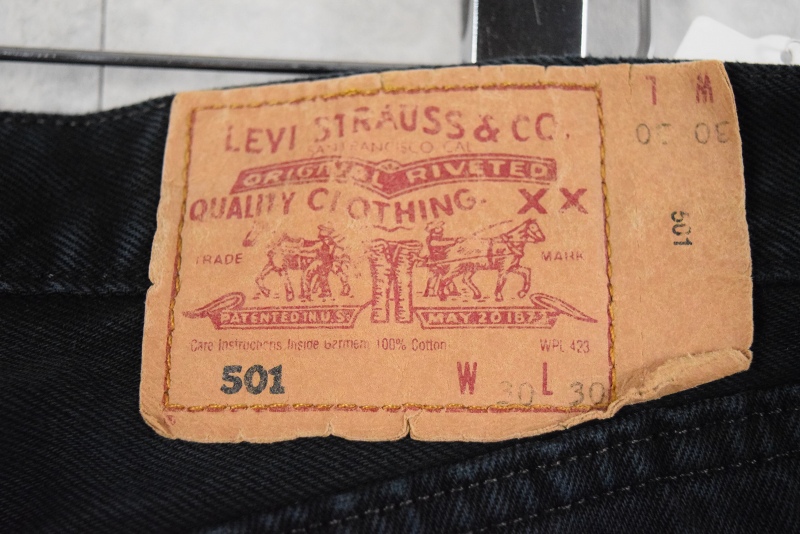 LEVI STRAUSS & CO.
SAN FRANCISCO, CAL
ORIGINAL RIVETED
QUALITY CLOTHING. XX
TRADE MARK
PATENTED IN U.S. MAY 20 1873
Care Instructions Inside Garment 100% Cotton WPL 423
501 W 30 L 30
L W
30 30
501